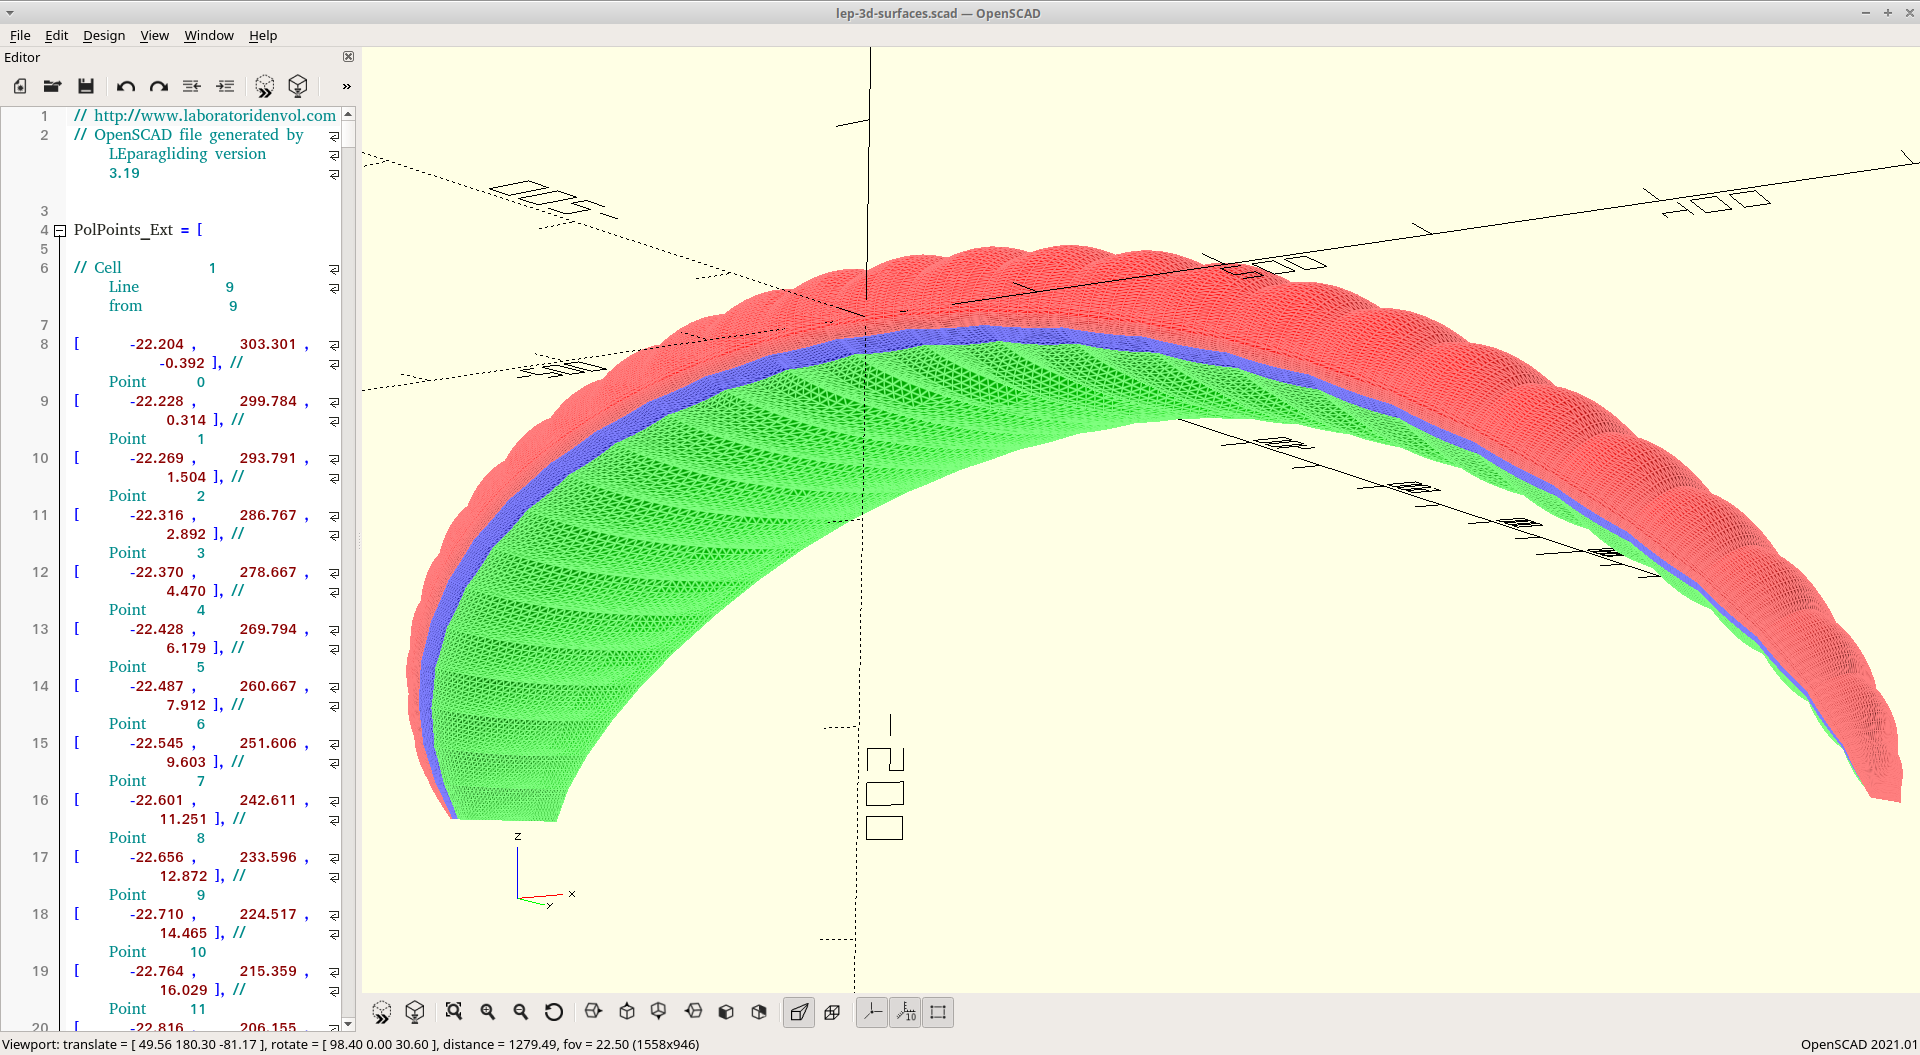 lep-3d-surfaces.scad — OpenSCAD
File Edit Design View Window Help
Editor
»
1 // http://www.laboratoridenvol.com
2 // OpenSCAD file generated by
LEparagliding version
3.19
3
4 PolPoints_Ext = [
5
6 // Cell 1
Line 9
from 9
7
8 [ -22.204 , 303.301 ,
-0.392 ], //
Point 0
9 [ -22.228 , 299.784 ,
0.314 ], //
Point 1
10 [ -22.269 , 293.791 ,
1.504 ], //
Point 2
11 [ -22.316 , 286.767 ,
2.892 ], //
Point 3
12 [ -22.370 , 278.667 ,
4.470 ], //
Point 4
13 [ -22.428 , 269.794 ,
6.179 ], //
Point 5
14 [ -22.487 , 260.667 ,
7.912 ], //
Point 6
15 [ -22.545 , 251.606 ,
9.603 ], //
Point 7
16 [ -22.601 , 242.611 ,
11.251 ], //
Point 8
17 [ -22.656 , 233.596 ,
12.872 ], //
Point 9
18 [ -22.710 , 224.517 ,
14.465 ], //
Point 10
19 [ -22.764 , 215.359 ,
16.029 ], //
Point 11
20 [ -22.816 , 206.155 ,
100
-200
z
x
y
10
Viewport: translate = [ 49.56 180.30 -81.17 ], rotate = [ 98.40 0.00 30.60 ], distance = 1279.49, fov = 22.50 (1558x946)
OpenSCAD 2021.01